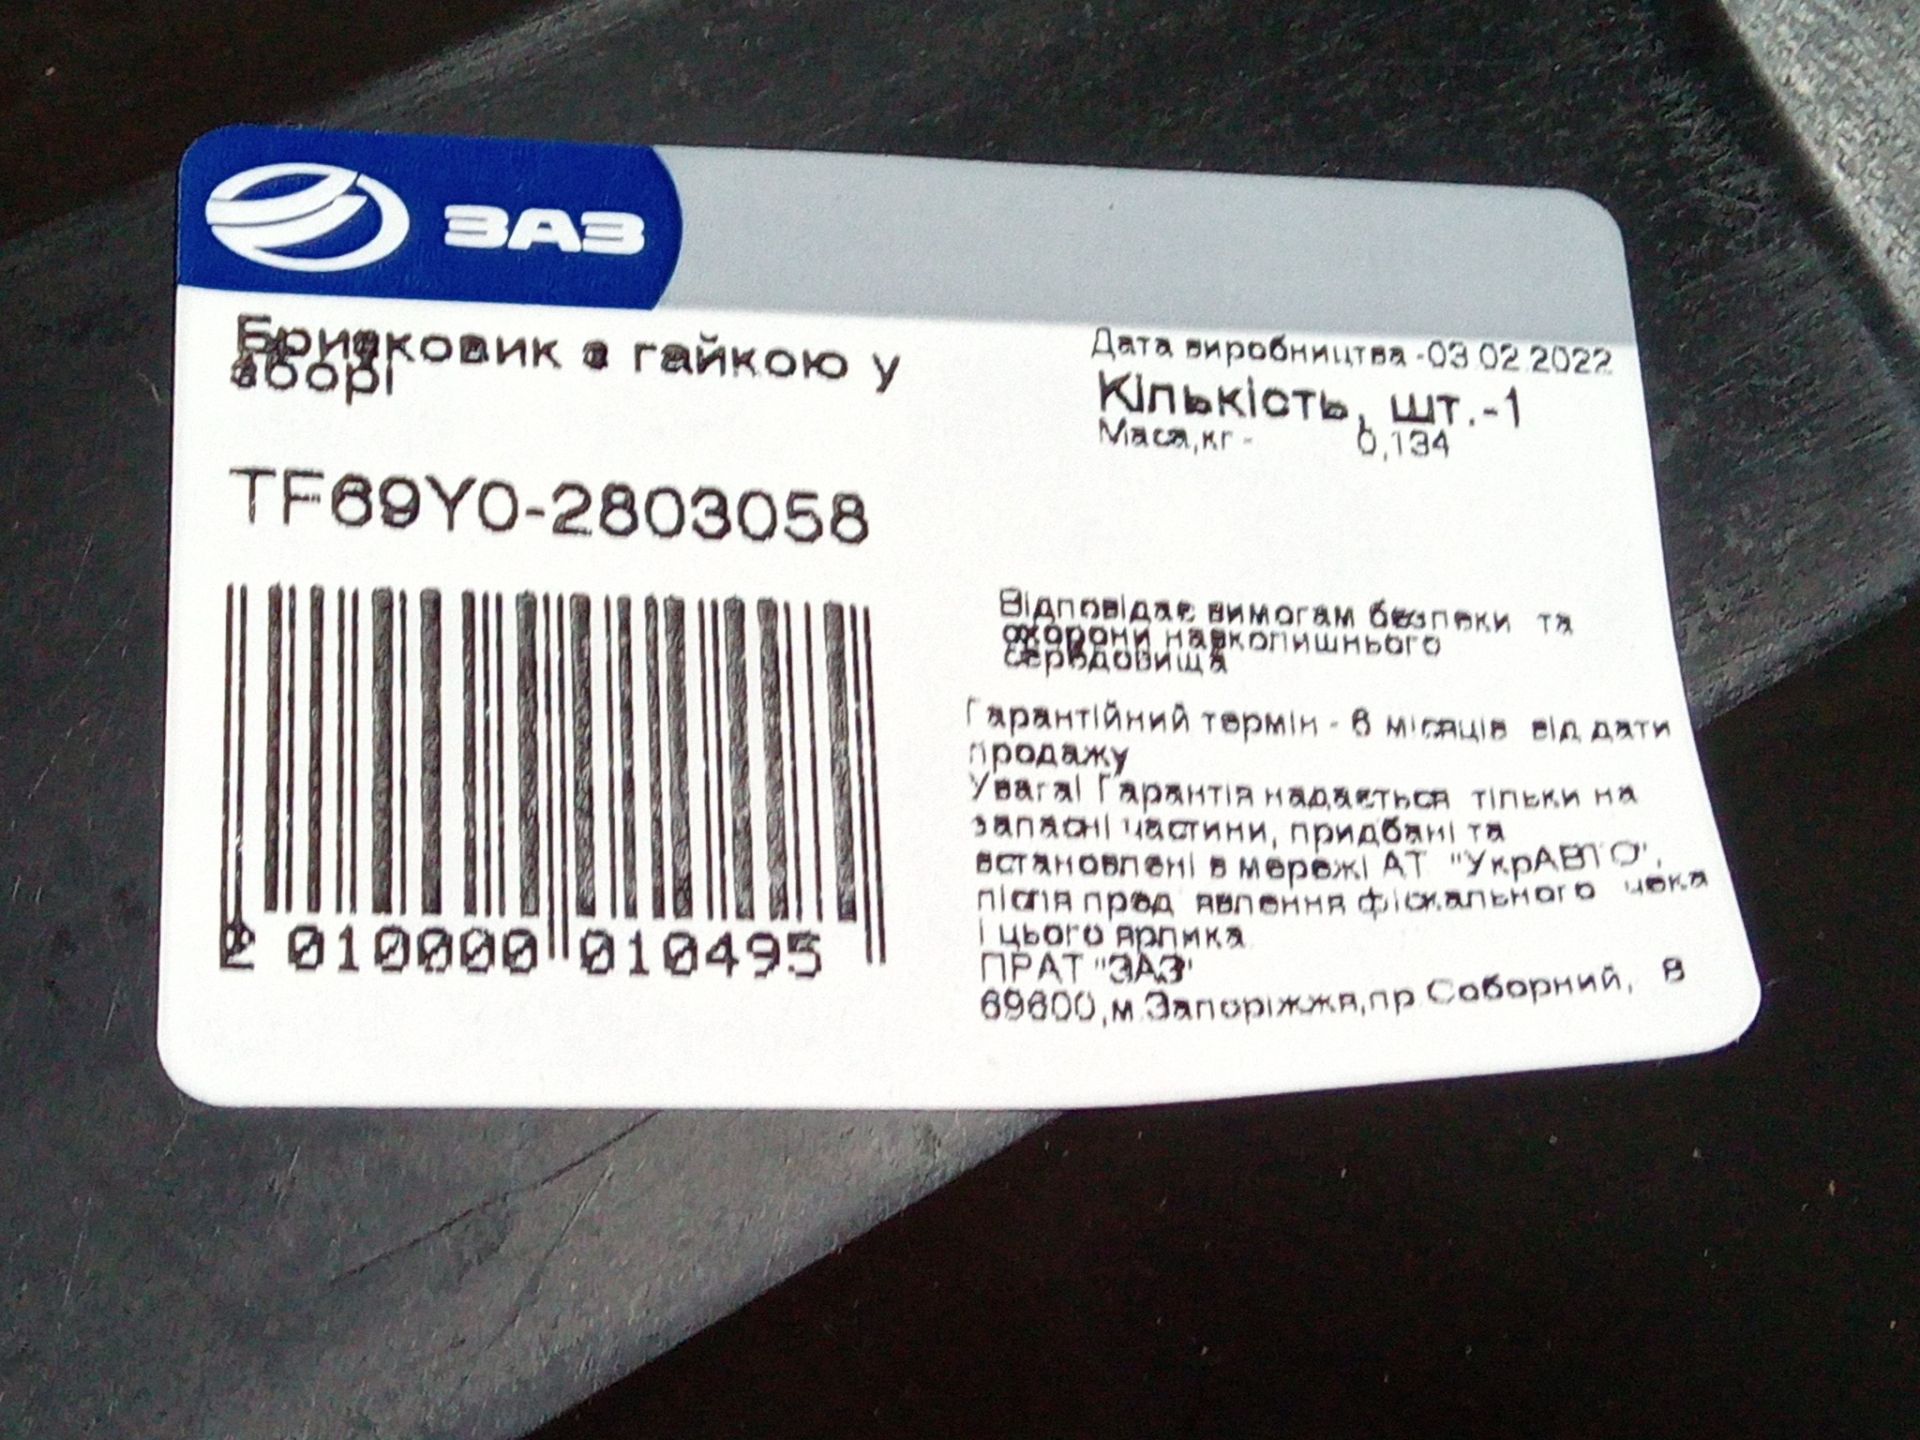 ЗАЗ
Бризковик з гайкою у
зборі
TF69Y0-2803058
2 010000 010495
Дата виробництва -03.02.2022
Кількість, шт.-1
Маса,кг - 0,134
Відповідає вимогам безпеки та
охорони навколишнього
середовища
Гарантійний термін - 6 місяців від дати
продажу
Увага! Гарантія надається тільки на
запасні частини, придбані та
встановлені в мережі АТ "УкрАВТО",
після пред явлення фіскального чека
і цього ярлика
ПРАТ "ЗАЗ"
69600,м.Запоріжжя,пр.Соборний, 8